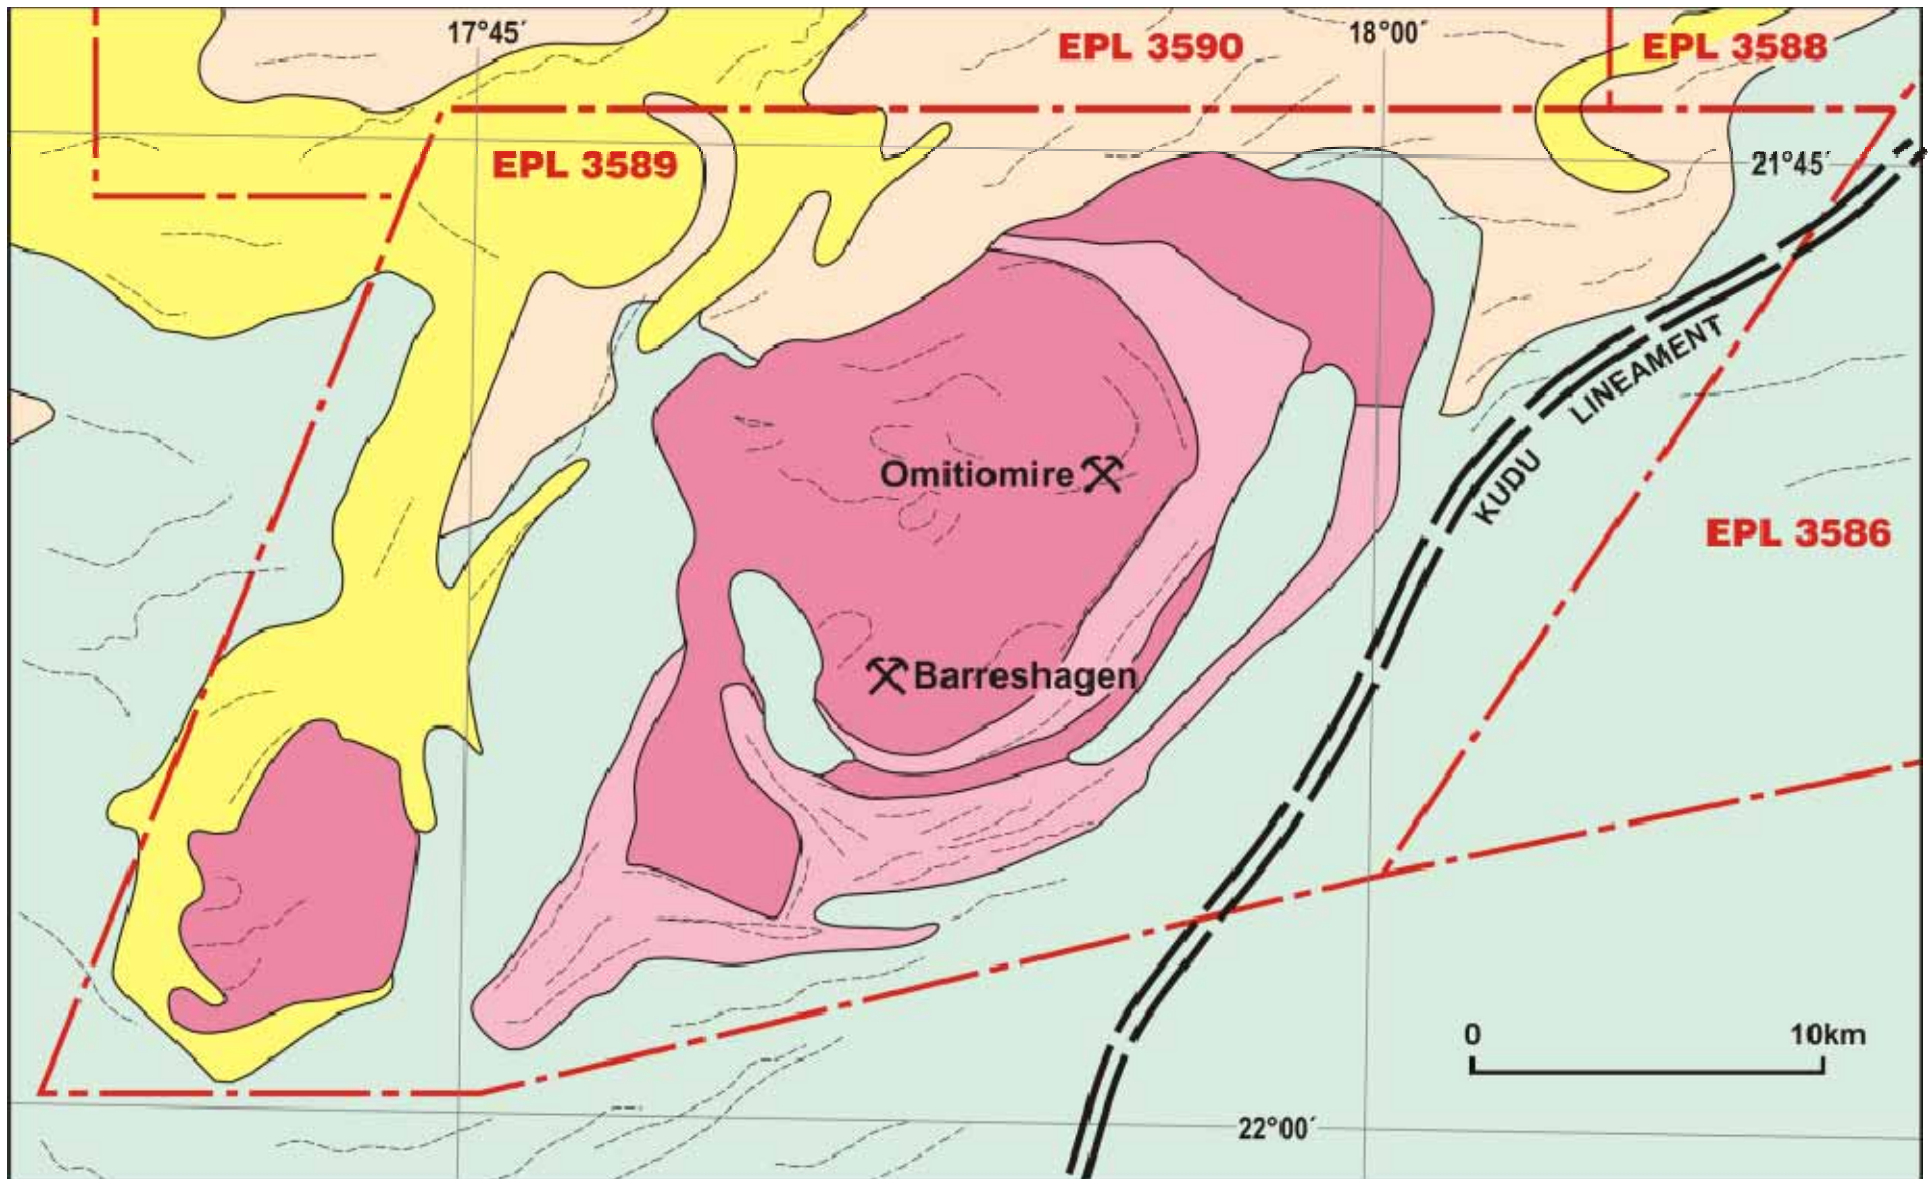 17°45´
EPL 3590
18°00´
EPL 3588
EPL 3589
21°45´
KUDU LINEAMENT
Omitiomire
EPL 3586
Barreshagen
0 10km
22°00´